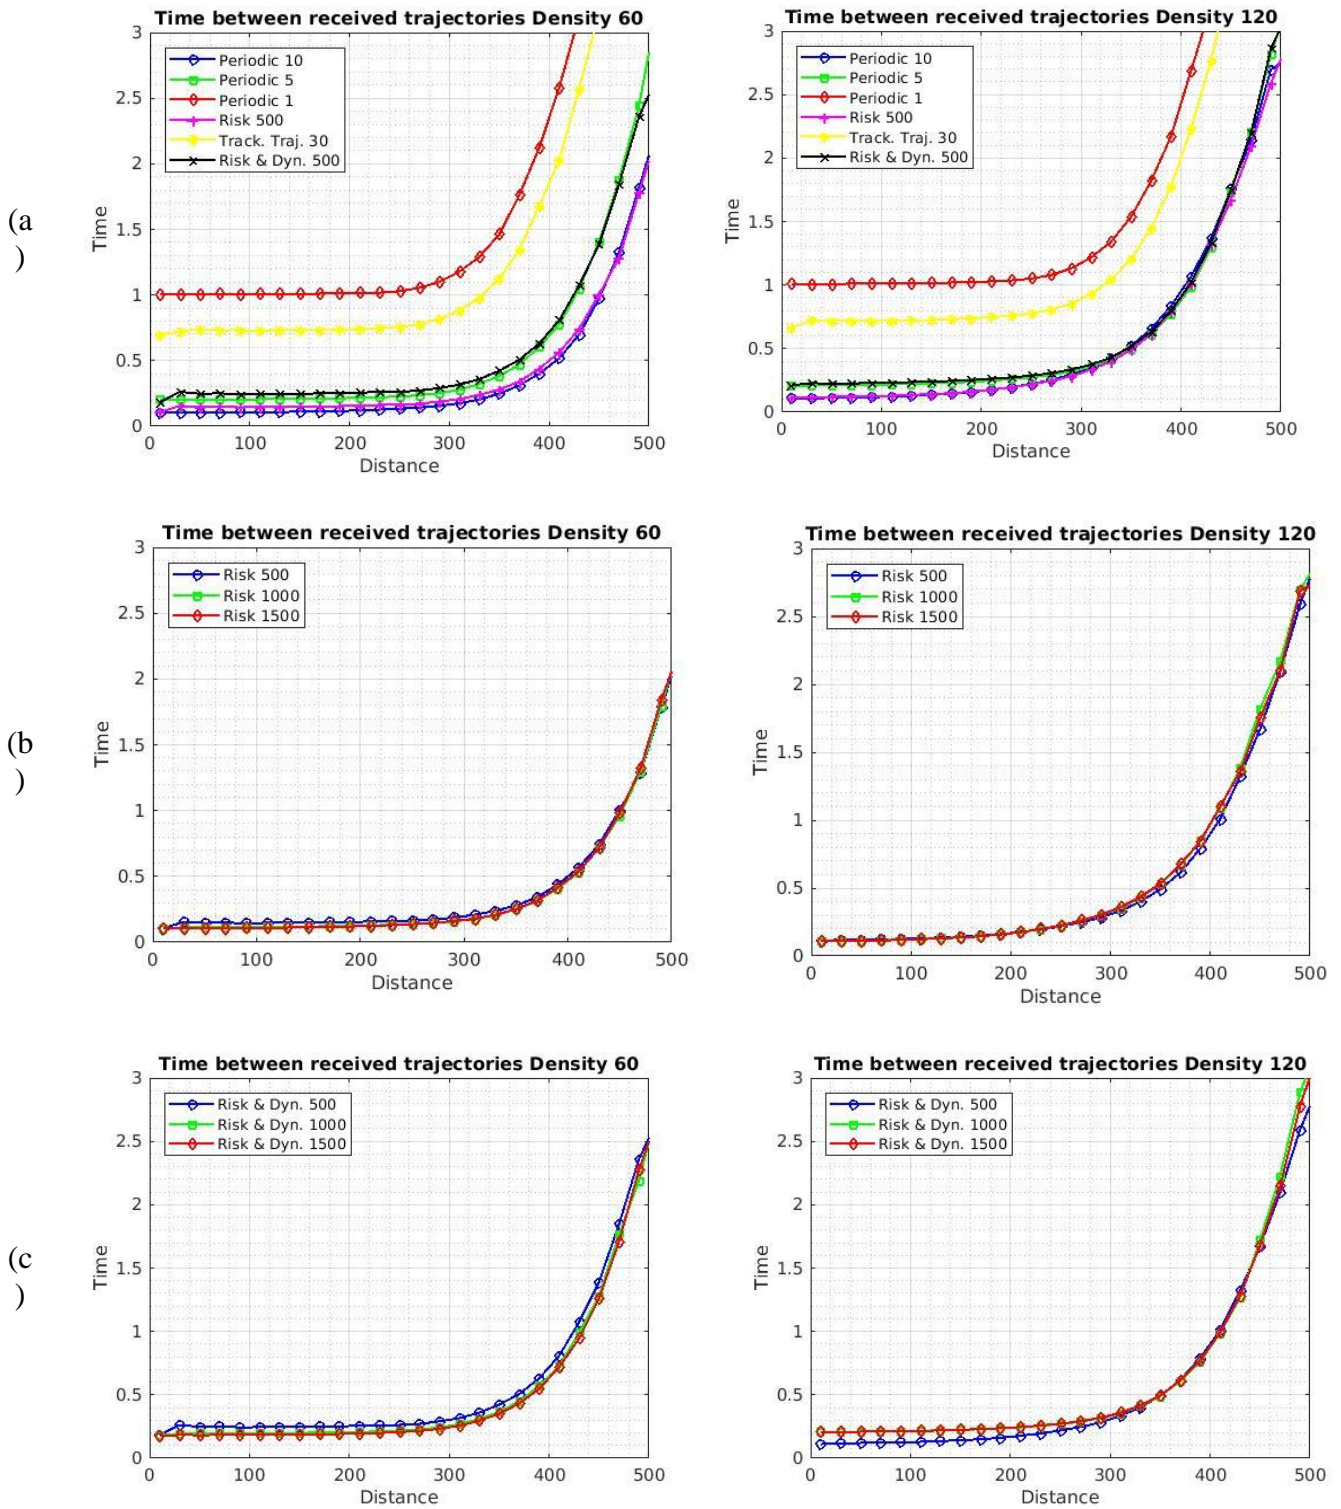 (a
)
Time between received trajectories Density 60
3
2.5
2
1.5
1
0.5
0
Time
Periodic 10
Periodic 5
Periodic 1
Risk 500
Track. Traj. 30
Risk & Dyn. 500
0 100 200 300 400 500
Distance
Time between received trajectories Density 120
3
2.5
2
1.5
1
0.5
0
Time
Periodic 10
Periodic 5
Periodic 1
Risk 500
Track. Traj. 30
Risk & Dyn. 500
0 100 200 300 400 500
Distance
(b
)
Time between received trajectories Density 60
3
2.5
2
1.5
1
0.5
0
Time
Risk 500
Risk 1000
Risk 1500
0 100 200 300 400 500
Distance
Time between received trajectories Density 120
3
2.5
2
1.5
1
0.5
0
Time
Risk 500
Risk 1000
Risk 1500
0 100 200 300 400 500
Distance
(c
)
Time between received trajectories Density 60
3
2.5
2
1.5
1
0.5
0
Time
Risk & Dyn. 500
Risk & Dyn. 1000
Risk & Dyn. 1500
0 100 200 300 400 500
Distance
Time between received trajectories Density 120
3
2.5
2
1.5
1
0.5
0
Time
Risk & Dyn. 500
Risk & Dyn. 1000
Risk & Dyn. 1500
0 100 200 300 400 500
Distance